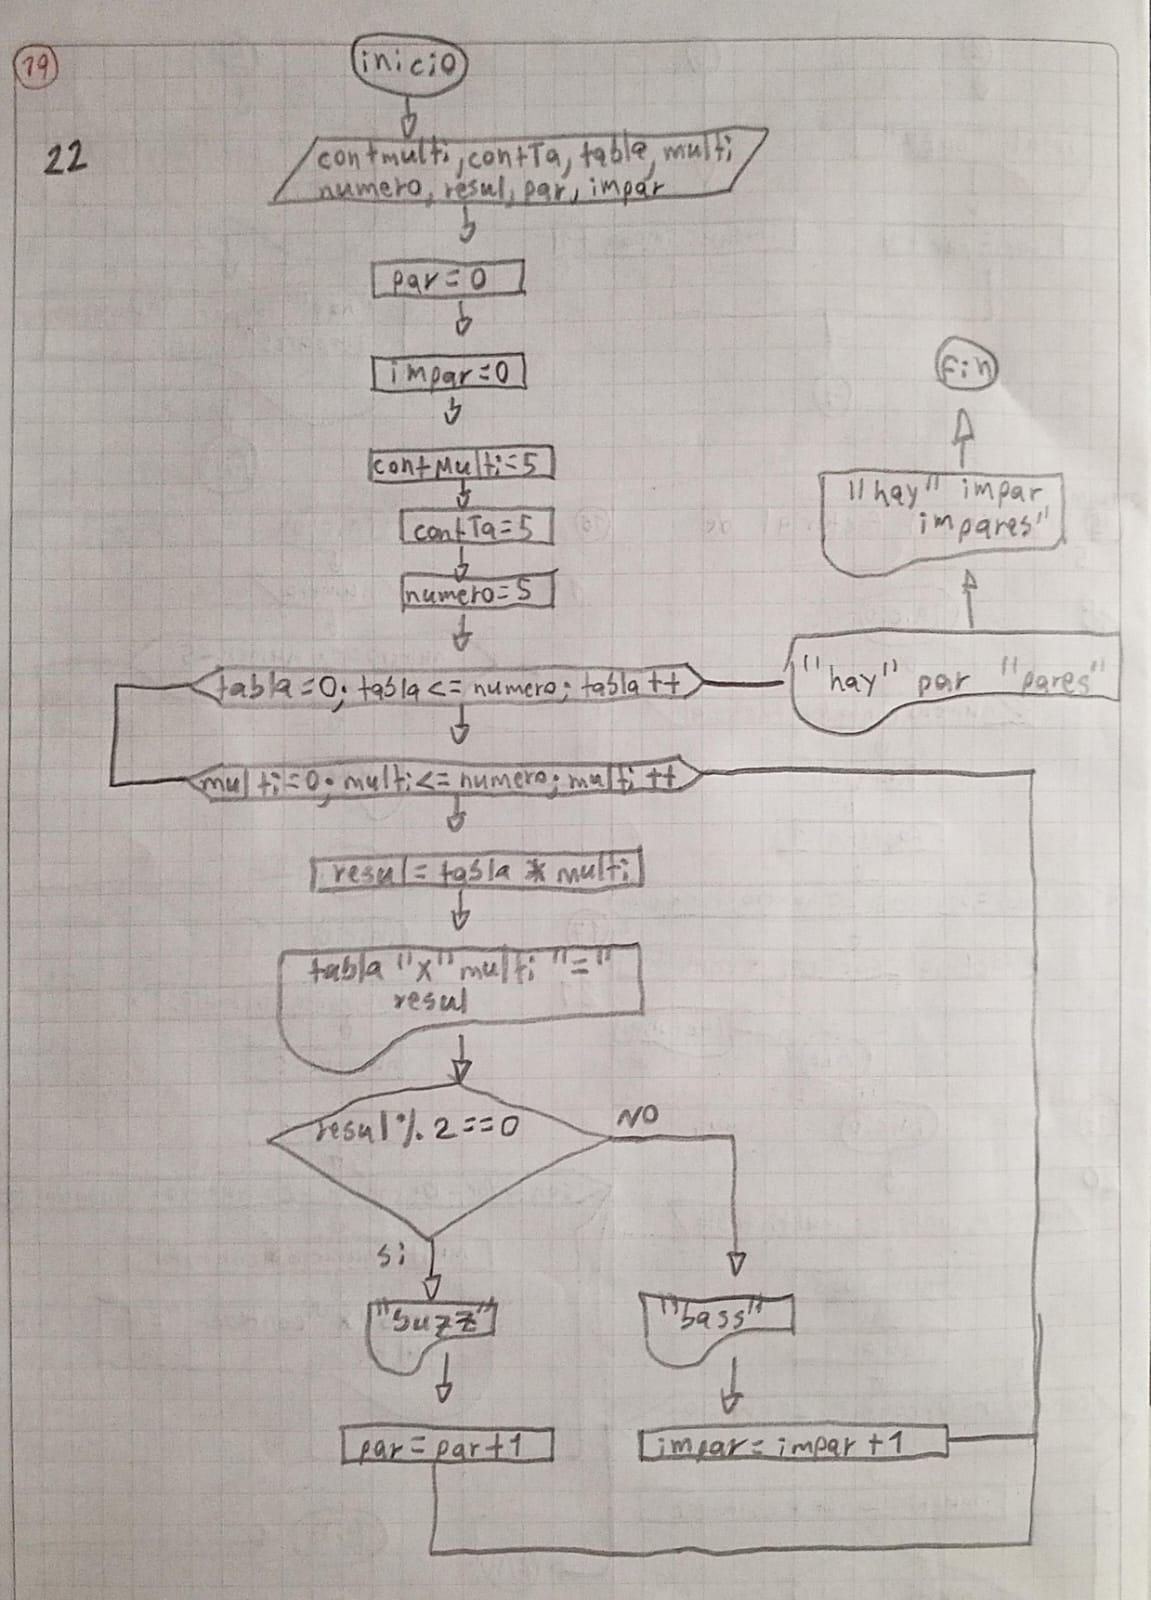 19
inicio
22
contmulti, contTa, tabla, multi
numero, resul, par, impar
par=0
impar=0
contMulti=5
contTa=5
numero=5
tabla=0; tabla<=numero; tabla++
multi=0; multi<=numero; multi++
resul=tabla * multi
tabla "x" multi "="
resul
resul % 2==0
NO
si
"buzz"
"bass"
par=par+1
impar=impar+1
"hay" par "pares"
"hay" impar
impares"
fin